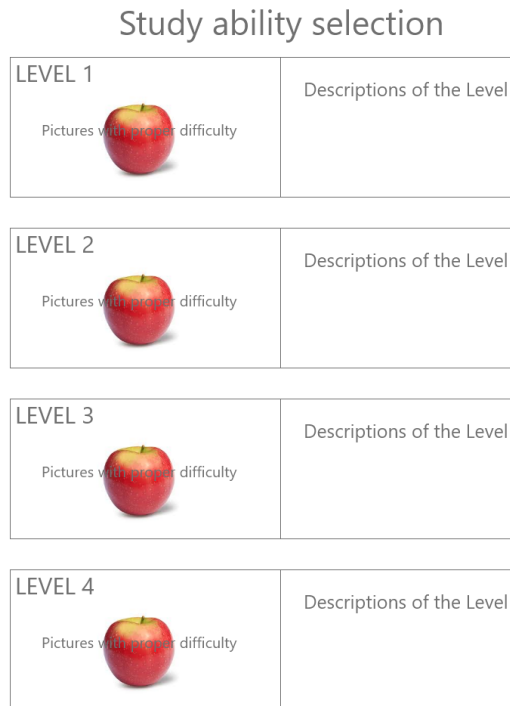 Study ability selection
LEVEL 1
Descriptions of the Level
Pictures with proper difficulty
LEVEL 2
Descriptions of the Level
Pictures with proper difficulty
LEVEL 3
Descriptions of the Level
Pictures with proper difficulty
LEVEL 4
Descriptions of the Level
Pictures with proper difficulty